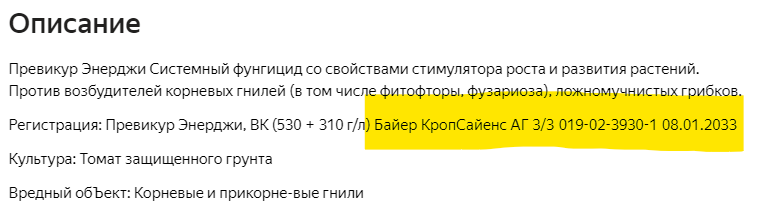 Описание
Превикур Энерджи Системный фунгицид со свойствами стимулятора роста и развития растений.
Против возбудителей корневых гнилей (в том числе фитофторы, фузариоза), ложномучнистых грибков.
Регистрация: Превикур Энерджи, ВК (530 + 310 г/л) Байер КропСайенс АГ 3/3 019-02-3930-1 08.01.2033
Культура: Томат защищенного грунта
Вредный объект: Корневые и прикорне-вые гнили